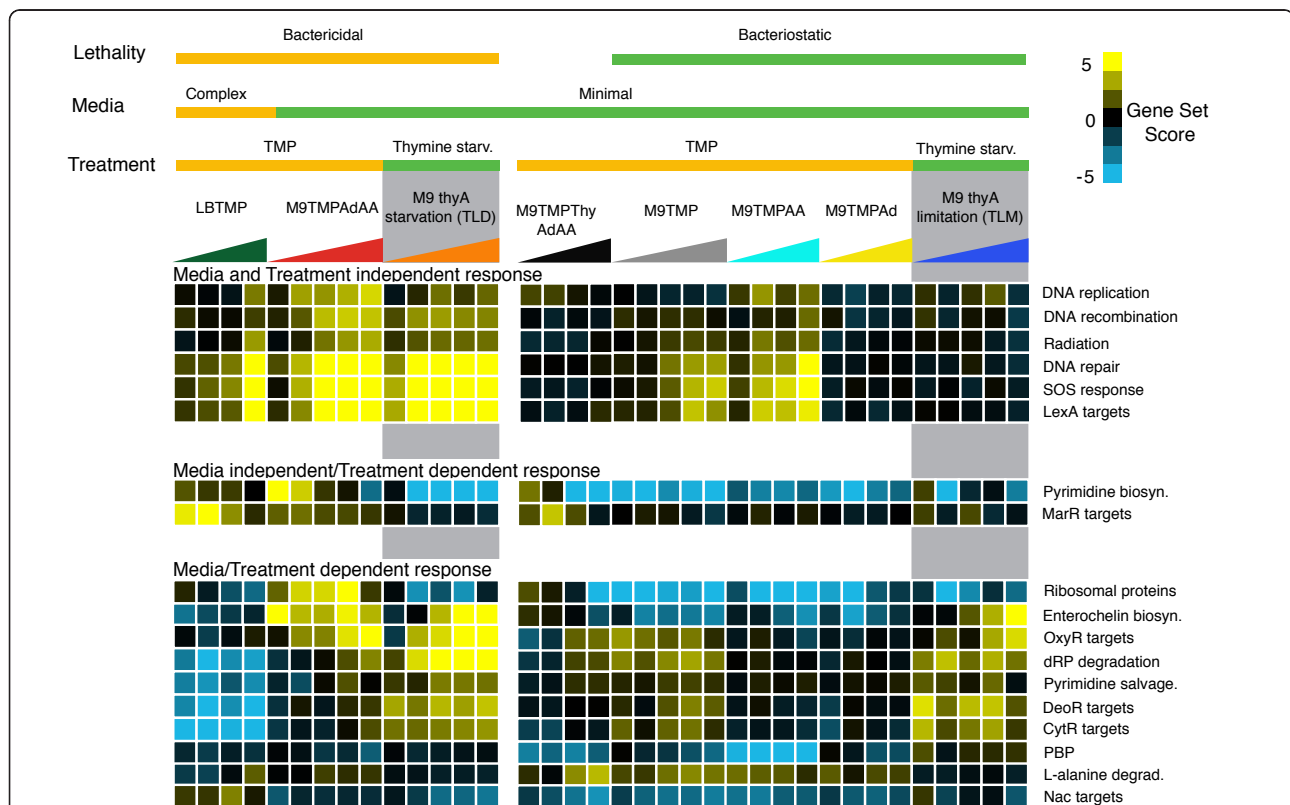 Lethality
Bactericidal
Bacteriostatic
Media
Complex
Minimal
Treatment
TMP
Thymine starv.
TMP
Thymine starv.
LBTMP
M9TMPAdAA
M9 thyA
starvation (TLD)
M9TMPThy
AdAA
M9TMP
M9TMPAA
M9TMPAd
M9 thyA
limitation (TLM)
5
0
-5
Gene Set
Score
Media and Treatment independent response
DNA replication
DNA recombination
Radiation
DNA repair
SOS response
LexA targets
Media independent/Treatment dependent response
Pyrimidine biosyn.
MarR targets
Media/Treatment dependent response
Ribosomal proteins
Enterochelin biosyn.
OxyR targets
dRP degradation
Pyrimidine salvage.
DeoR targets
CytR targets
PBP
L-alanine degrad.
Nac targets